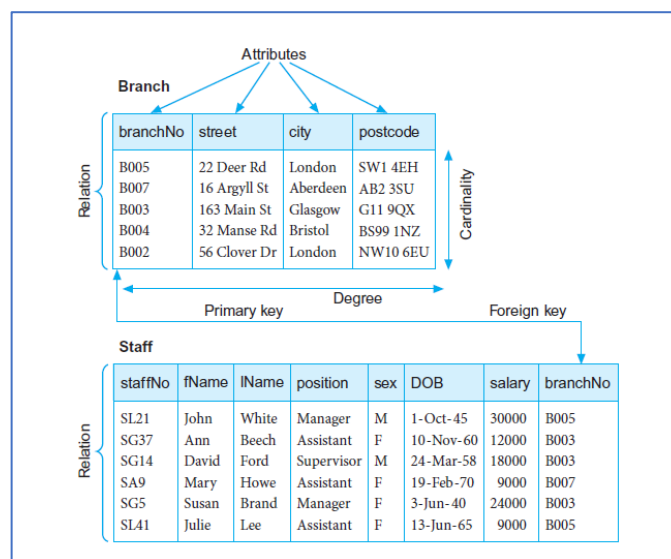 Attributes
Branch
branchNo street city postcode
B005 22 Deer Rd London SW1 4EH
B007 16 Argyll St Aberdeen AB2 3SU
B003 163 Main St Glasgow G11 9QX
B004 32 Manse Rd Bristol BS99 1NZ
B002 56 Clover Dr London NW10 6EU
Relation
Cardinality
Degree
Primary key Foreign key
Staff
staffNo fName lName position sex DOB salary branchNo
SL21 John White Manager M 1-Oct-45 30000 B005
SG37 Ann Beech Assistant F 10-Nov-60 12000 B003
SG14 David Ford Supervisor M 24-Mar-58 18000 B003
SA9 Mary Howe Assistant F 19-Feb-70 9000 B007
SG5 Susan Brand Manager F 3-Jun-40 24000 B003
SL41 Julie Lee Assistant F 13-Jun-65 9000 B005
Relation